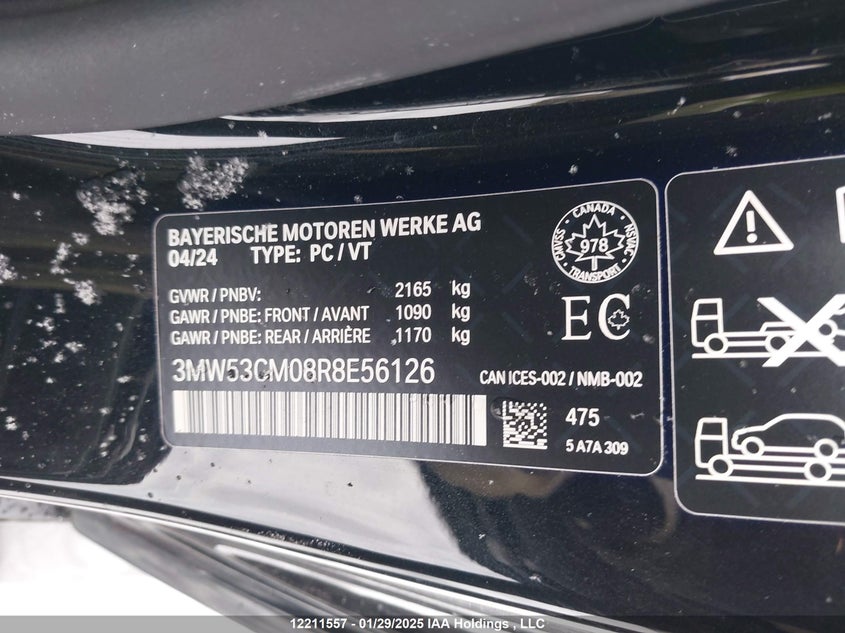 BAYERISCHE MOTOREN WERKE AG
04/24 TYPE: PC / VT
GVWR / PNBV: 2165 kg
GAWR / PNBE: FRONT / AVANT 1090 kg
GAWR / PNBE: REAR / ARRIÈRE 1170 kg
3MW53CM08R8E56126
CANADA
CMVSS
978
NSVAC
TRANSPORT
EC
CAN ICES-002 / NMB-002
475
5 A7A 309
12211557 - 01/29/2025 IAA Holdings, LLC